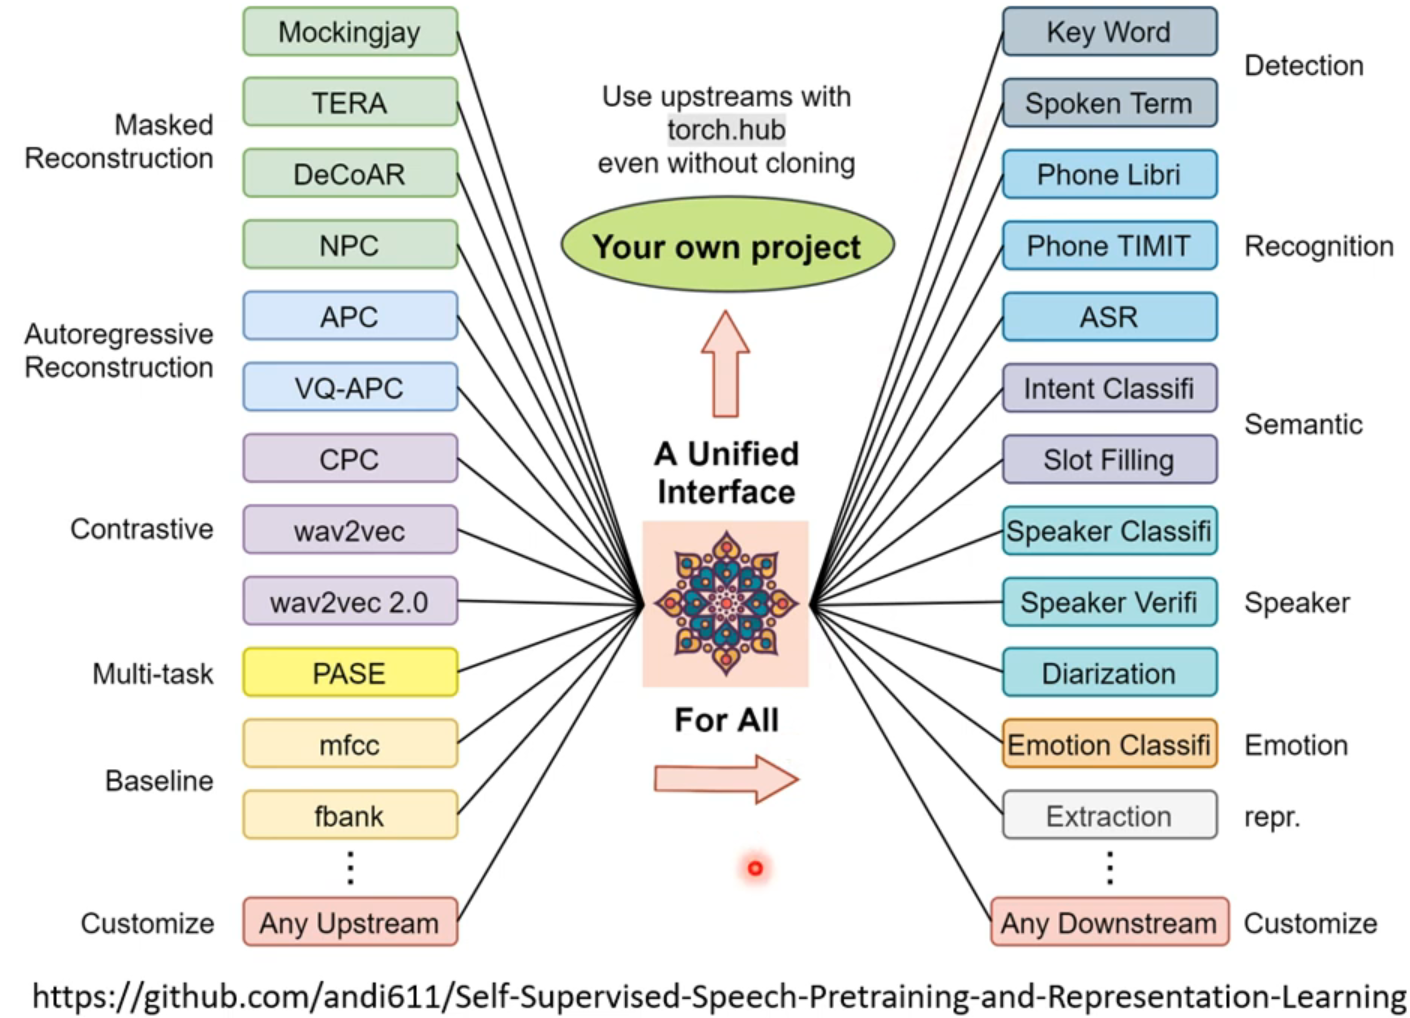 Mockingjay
TERA
Masked
Reconstruction
DeCoAR
NPC
APC
Autoregressive
Reconstruction
VQ-APC
CPC
Contrastive
wav2vec
wav2vec 2.0
Multi-task
PASE
mfcc
Baseline
fbank
Customize
Any Upstream
Use upstreams with
torch.hub
even without cloning
Your own project
A Unified
Interface
For All
Key Word
Detection
Spoken Term
Phone Libri
Phone TIMIT
Recognition
ASR
Intent Classifi
Semantic
Slot Filling
Speaker Classifi
Speaker Verifi
Speaker
Diarization
Emotion Classifi
Emotion
Extraction
repr.
Any Downstream
Customize
https://github.com/andi611/Self-Supervised-Speech-Pretraining-and-Representation-Learning